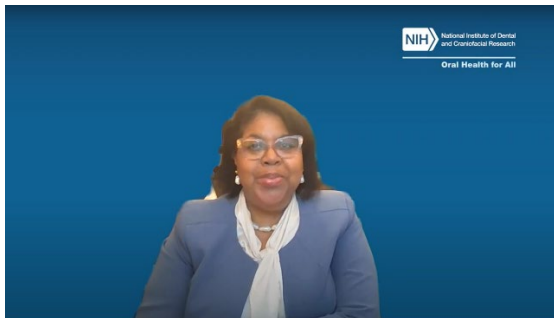 NIH
National Institute of Dental
and Craniofacial Research
Oral Health for All